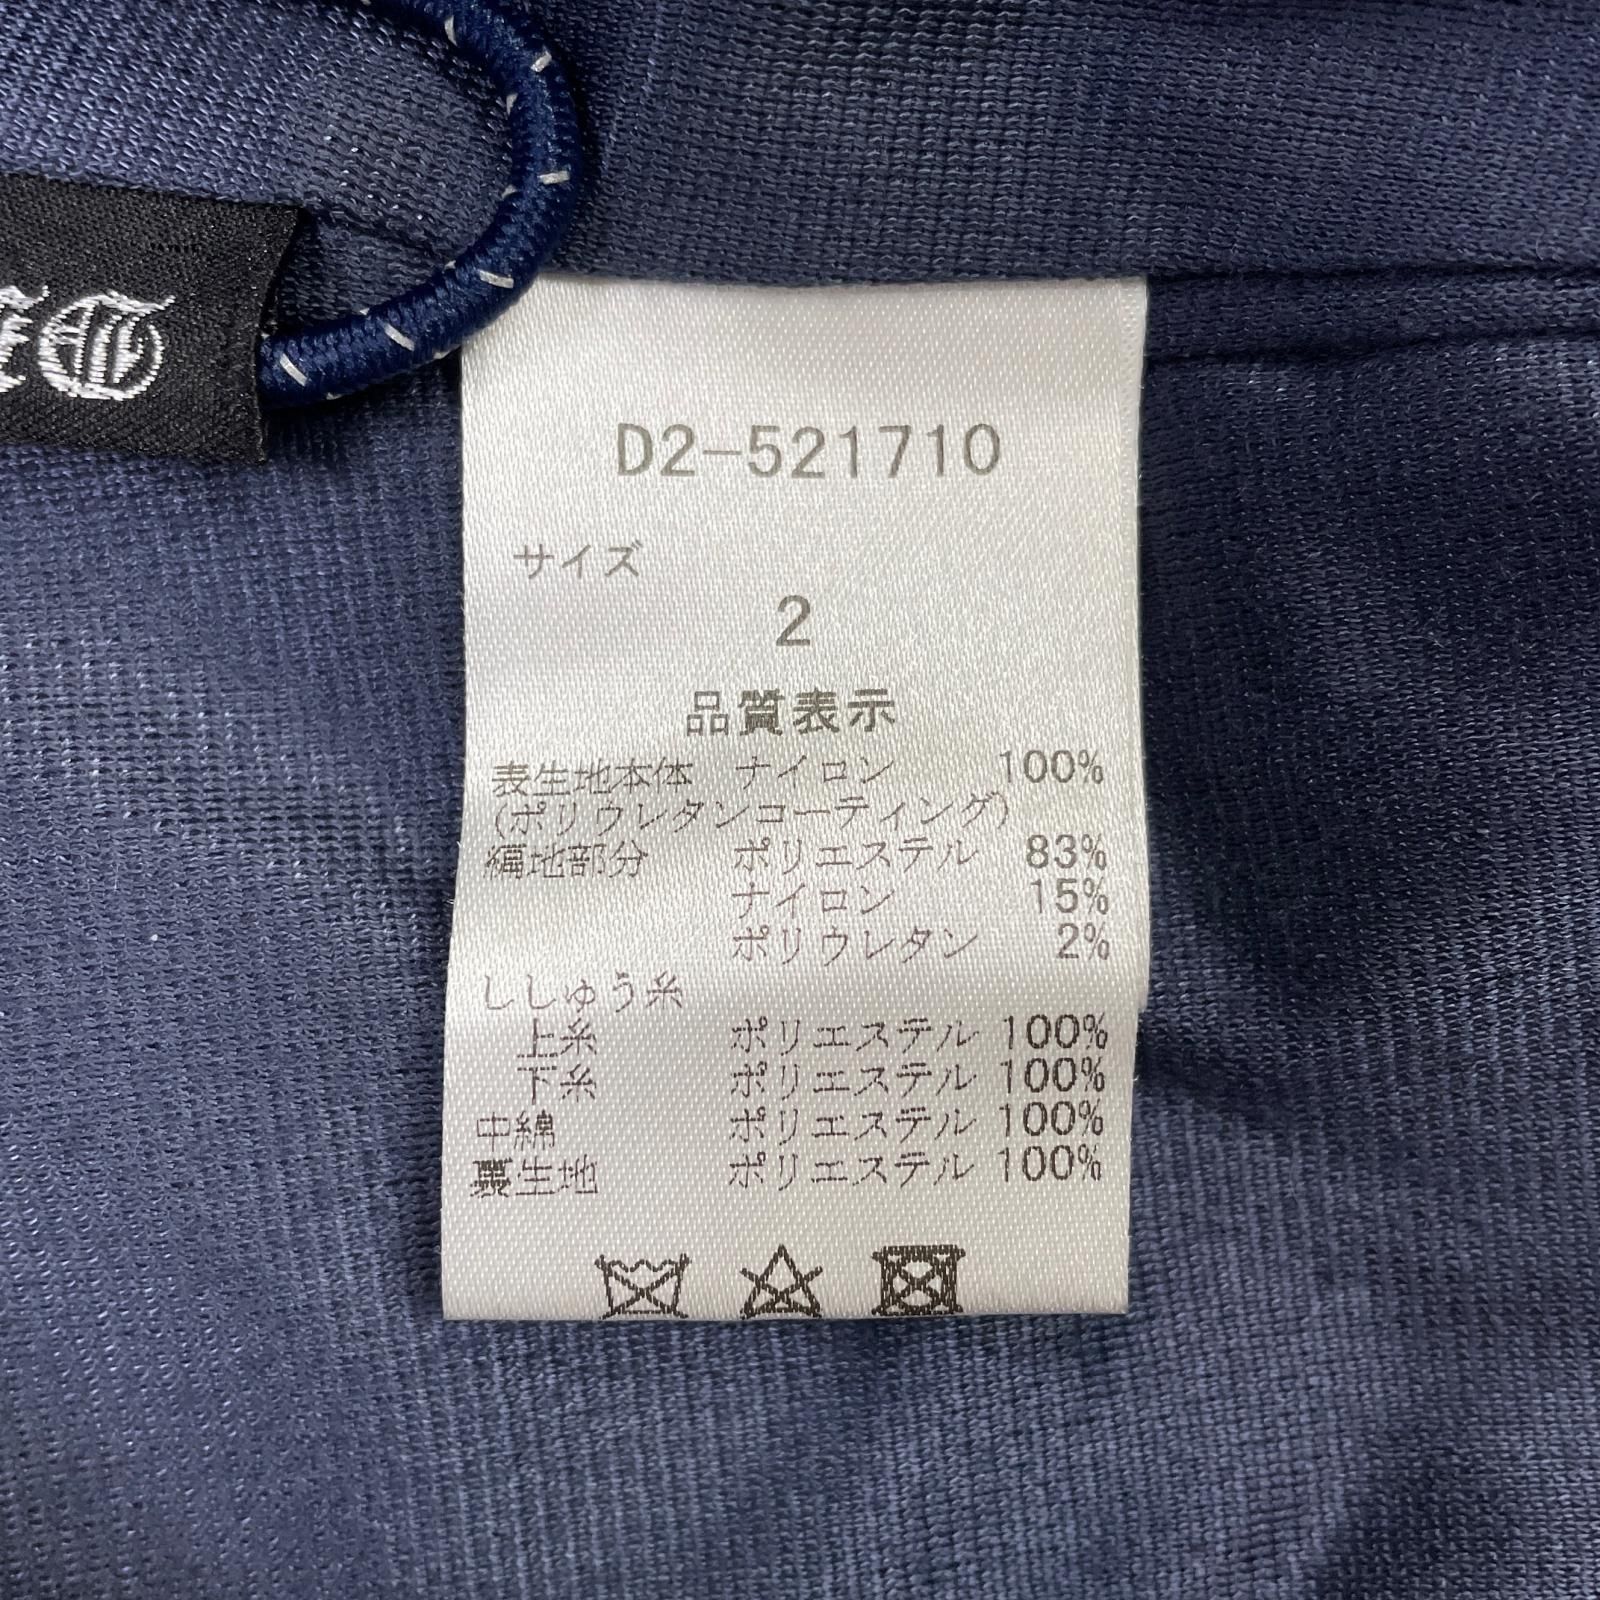 D2-521710
サイズ
2
品質表示
表生地本体 ナイロン 100%
(ポリウレタンコーティング)
編地部分 ポリエステル 83%
ナイロン 15%
ポリウレタン 2%
ししゅう糸
上糸 ポリエステル 100%
下糸 ポリエステル 100%
中綿 ポリエステル 100%
裏生地 ポリエステル 100%